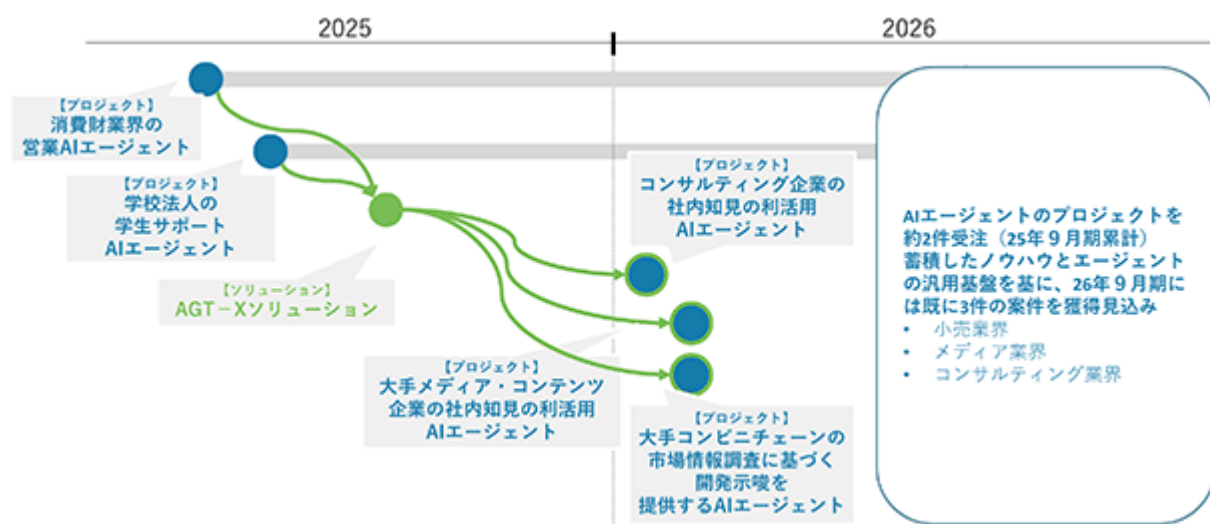 2025
2026
【プロジェクト】
消費財業界の
営業AIエージェント
【プロジェクト】
学校法人の
学生サポート
AIエージェント
【ソリューション】
AGT－Xソリューション
【プロジェクト】
コンサルティング企業の
社内知見の利活用
AIエージェント
【プロジェクト】
大手メディア・コンテンツ
企業の社内知見の利活用
AIエージェント
【プロジェクト】
大手コンビニチェーンの
市場情報調査に基づく
開発示唆を
提供するAIエージェント
AIエージェントのプロジェクトを
約2件受注（25年９月期累計）
蓄積したノウハウとエージェント
の汎用基盤を基に、26年９月期に
は既に3件の案件を獲得見込み
• 小売業界
• メディア業界
• コンサルティング業界